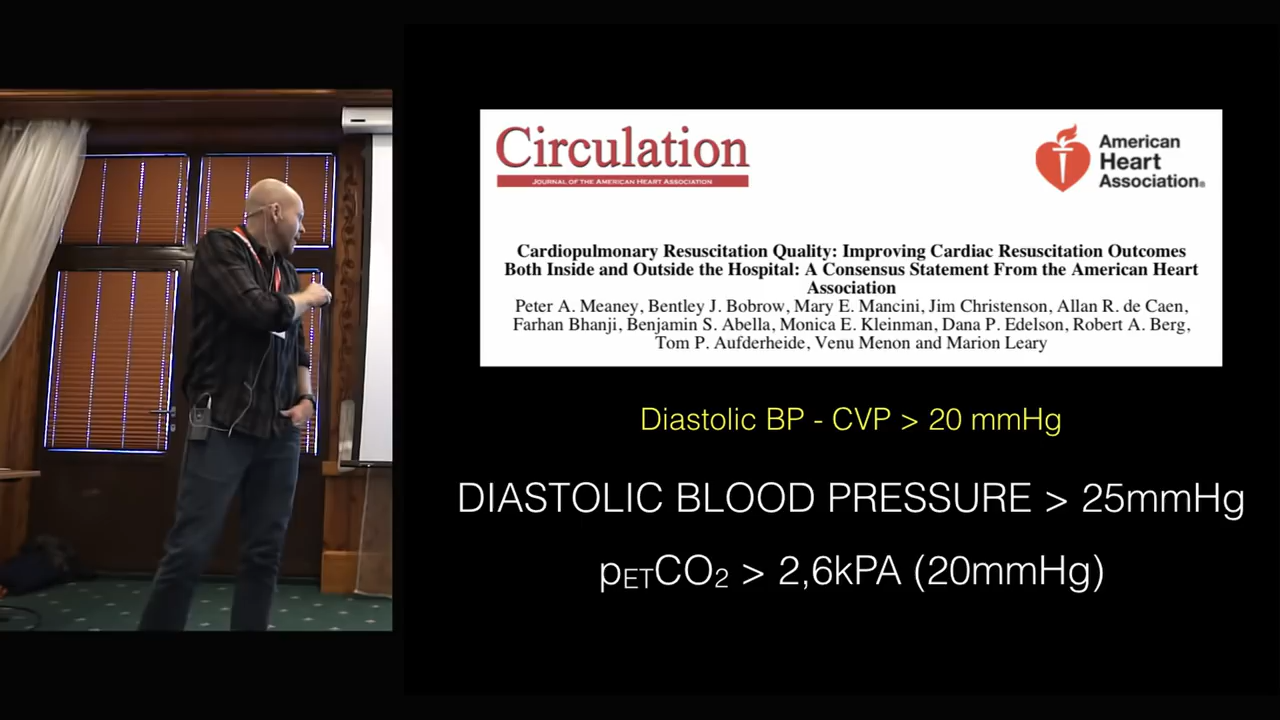 Circulation
JOURNAL OF THE AMERICAN HEART ASSOCIATION
American
Heart
Association®
Cardiopulmonary Resuscitation Quality: Improving Cardiac Resuscitation Outcomes
Both Inside and Outside the Hospital: A Consensus Statement From the American Heart
Association
Peter A. Meaney, Bentley J. Bobrow, Mary E. Mancini, Jim Christenson, Allan R. de Caen,
Farhan Bhanji, Benjamin S. Abella, Monica E. Kleinman, Dana P. Edelson, Robert A. Berg,
Tom P. Aufderheide, Venu Menon and Marion Leary
Diastolic BP - CVP > 20 mmHg
DIASTOLIC BLOOD PRESSURE > 25mmHg
pETCO2 > 2,6kPA (20mmHg)